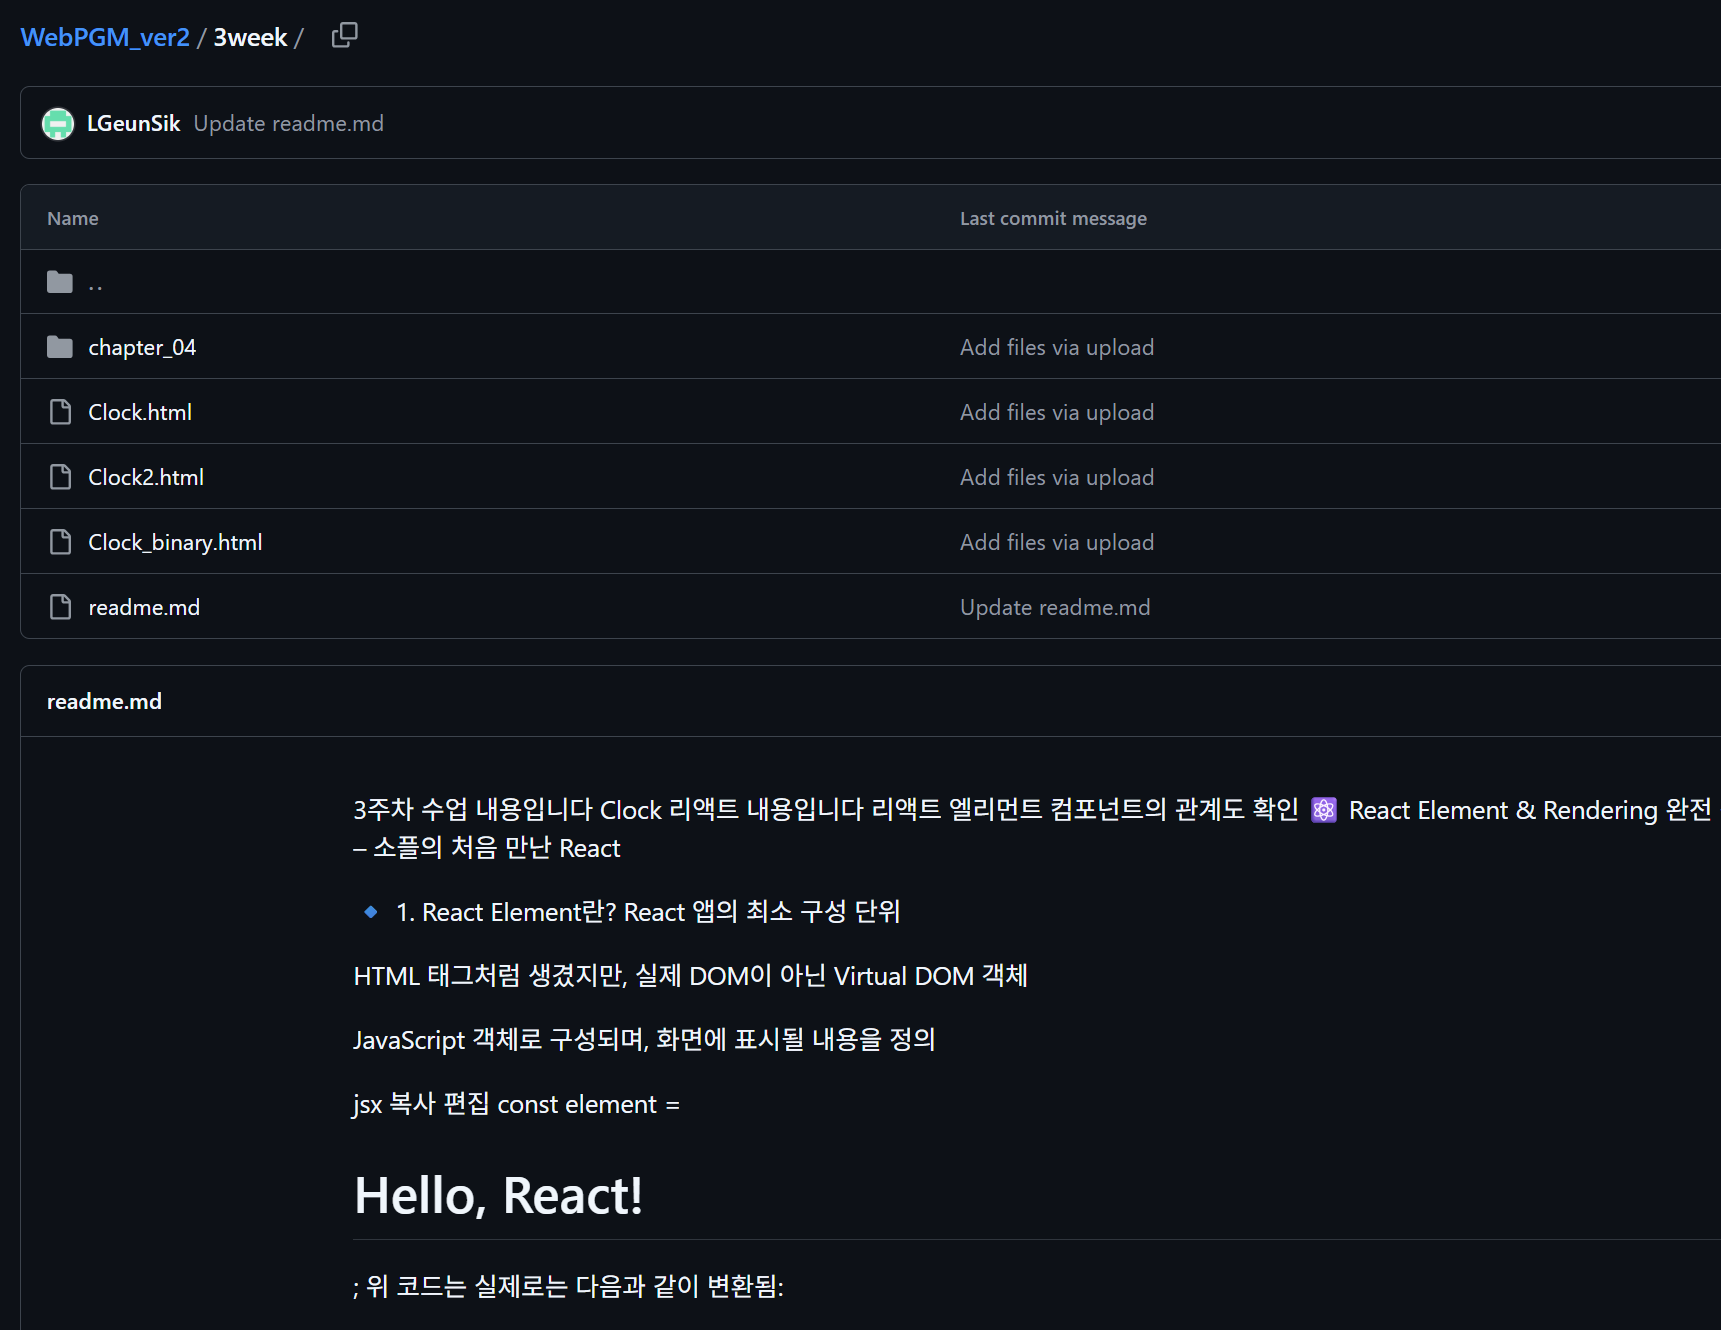 WebPGM_ver2 / 3week /
LGeunSik Update readme.md
Name Last commit message
..
chapter_04 Add files via upload
Clock.html Add files via upload
Clock2.html Add files via upload
Clock_binary.html Add files via upload
readme.md Update readme.md
readme.md
3주차 수업 내용입니다 Clock 리액트 내용입니다 리액트 엘리먼트 컴포넌트의 관계도 확인 ⚛️ React Element & Rendering 완전
– 소플의 처음 만난 React
🔹 1. React Element란? React 앱의 최소 구성 단위
HTML 태그처럼 생겼지만, 실제 DOM이 아닌 Virtual DOM 객체
JavaScript 객체로 구성되며, 화면에 표시될 내용을 정의
jsx 복사 편집 const element =
Hello, React!
; 위 코드는 실제로는 다음과 같이 변환됨: